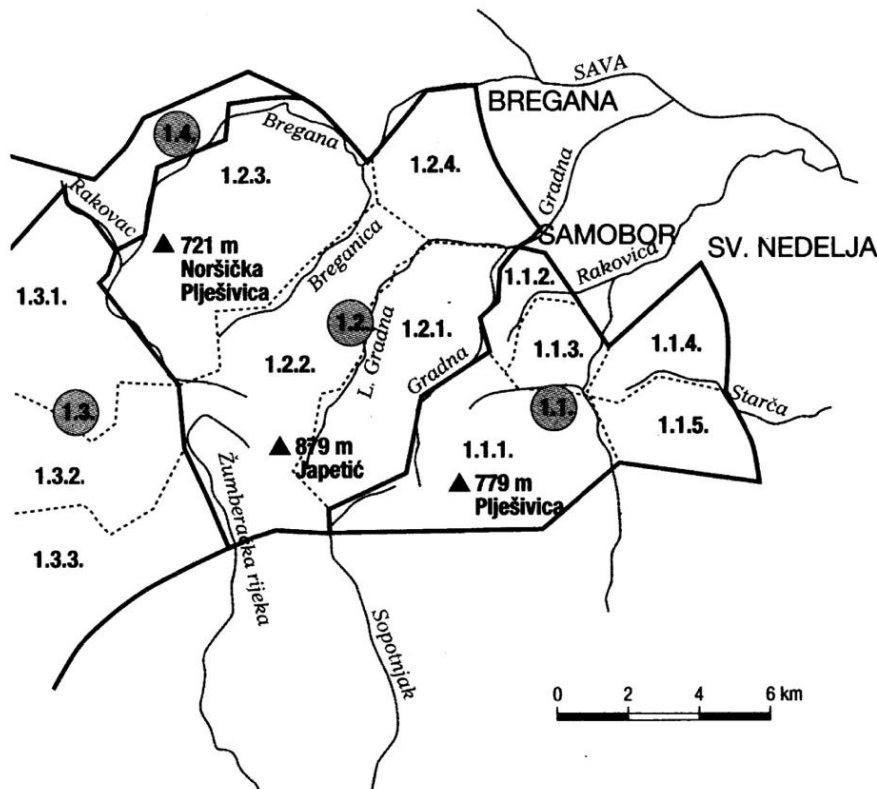 SAVA
BREGANA
1.4.
Bregana
1.2.3.
1.2.4.
Gradna
Rakovac
SAMOBOR
SV. NEDELJA
721 m
Noršička
Plješivica
Breganica
Rakovica
1.1.2.
1.3.1.
1.2.
L. Gradna
1.2.1.
1.1.3.
1.1.4.
1.2.2.
Gradna
1.3.
1.1.
Starča
1.1.5.
1.1.1.
879 m
Japetić
1.3.2.
779 m
Plješivica
Žumberačka rijeka
1.3.3.
Sopotnjak
0 2 4 6 km